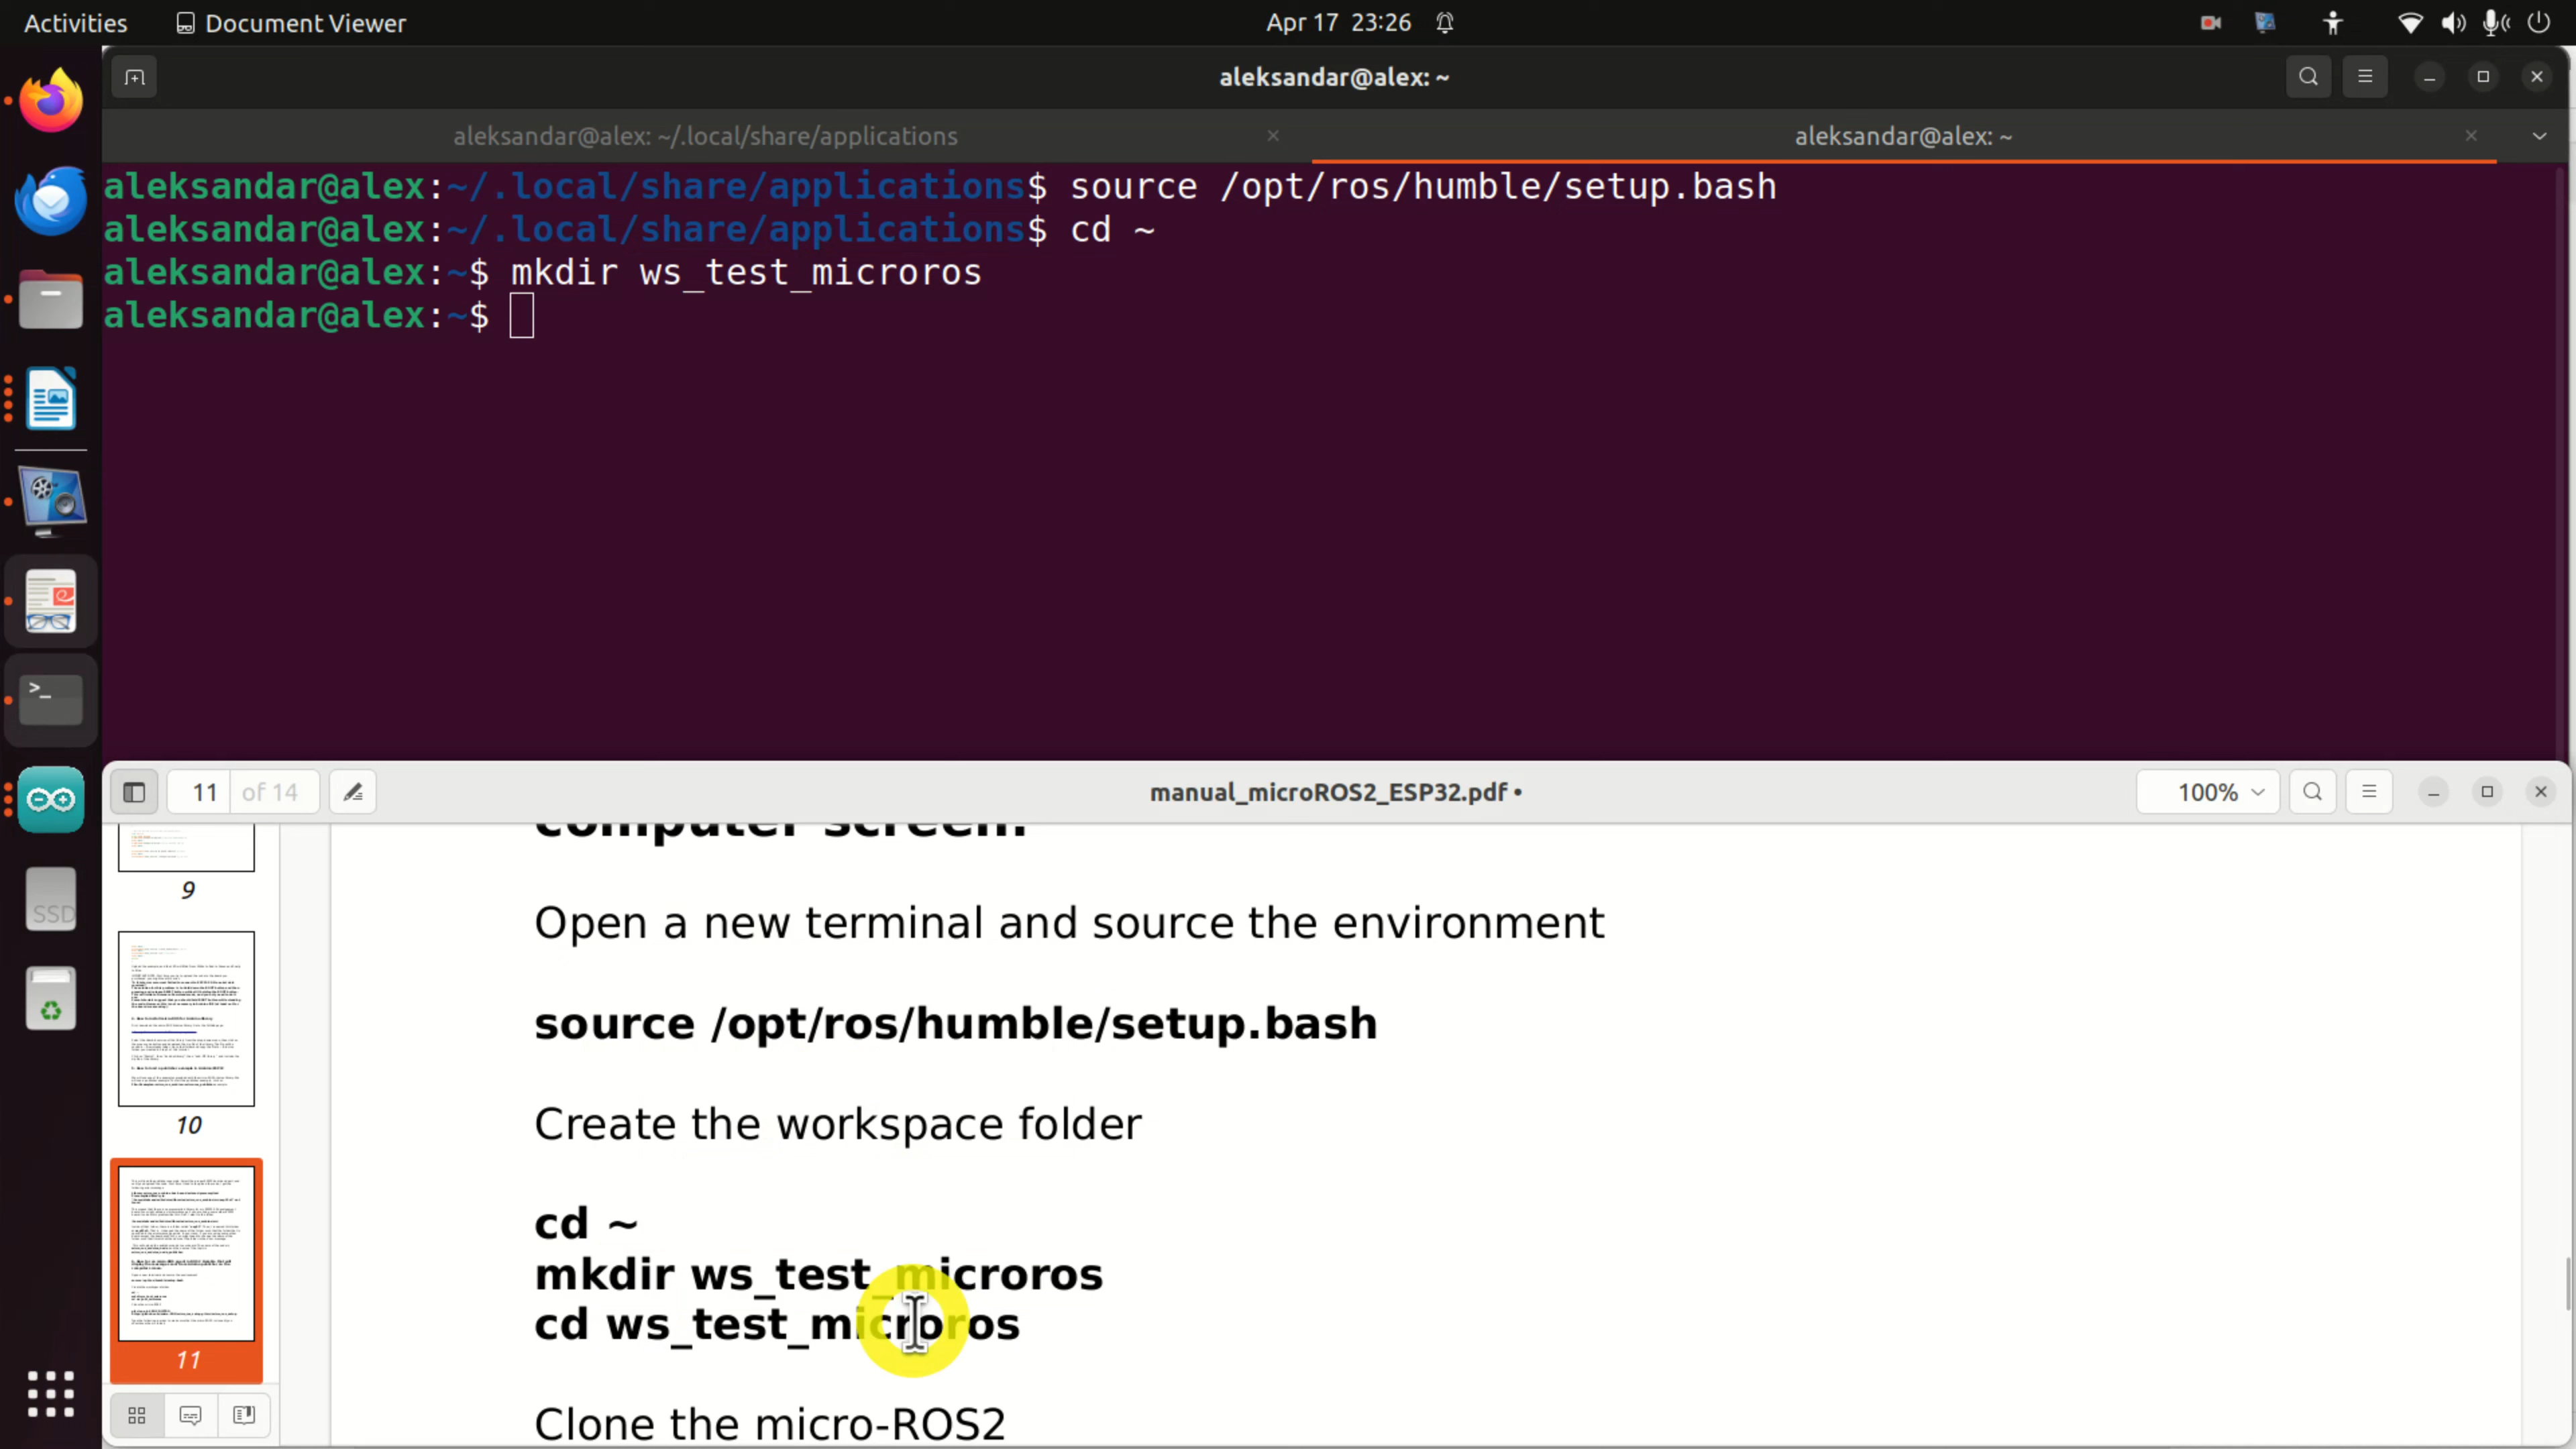 Activities
Document Viewer
Apr 17 23:26
aleksandar@alex: ~
aleksandar@alex: ~/.local/share/applications
aleksandar@alex: ~
aleksandar@alex:~/.local/share/applications$ source /opt/ros/humble/setup.bash
aleksandar@alex:~/.local/share/applications$ cd ~
aleksandar@alex:~$ mkdir ws_test_microros
aleksandar@alex:~$
11 of 14
manual_microROS2_ESP32.pdf •
100%
computer screen.
Open a new terminal and source the environment
source /opt/ros/humble/setup.bash
Create the workspace folder
cd ~
mkdir ws_test_microros
cd ws_test_microros
Clone the micro-ROS2
9
10
11
SSD